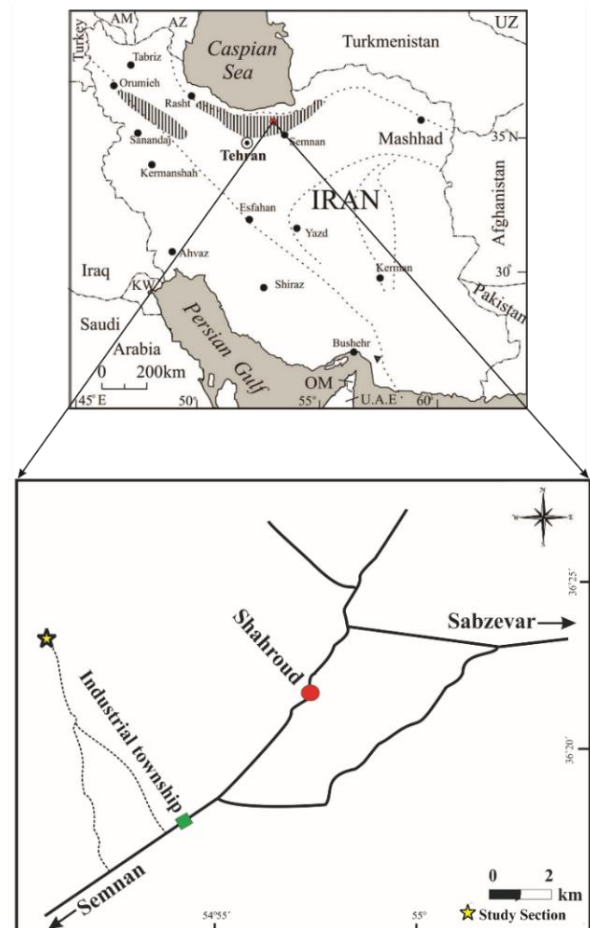 AM
AZ
UZ
Turkey
Caspian
Sea
Turkmenistan
Tabriz
Orumieh
Rasht
Mashhad
35˚N
Sanandaj
Semnan
Tehran
Kermanshah
IRAN
Afghanistan
Esfahan
Yazd
Ahvaz
Iraq
30˚
KW
Shiraz
Kerman
Pakistan
Saudi
Arabia
Persian Gulf
Bushehr
0 200km
OM
U.A.E
45˚E
50˚
55˚
60˚
N
W
E
S
36˚25´
Sabzevar
Shahroud
Industrial township
36˚20´
Semnan
0 2
km
Study Section
54˚55´
55˚